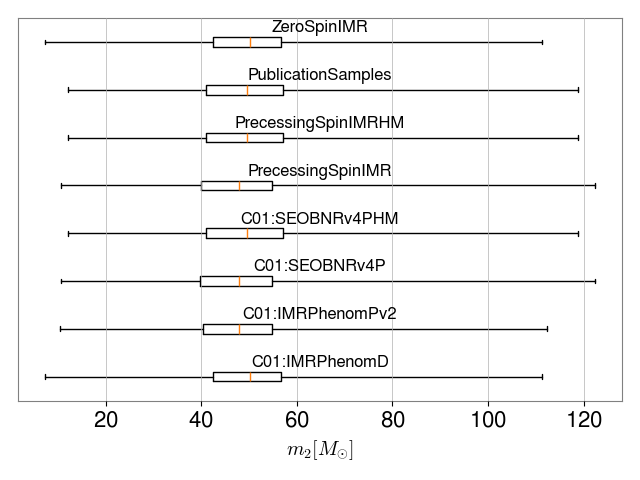 ZeroSpinIMR
PublicationSamples
PrecessingSpinIMRHM
PrecessingSpinIMR
C01:SEOBNRv4PHM
C01:SEOBNRv4P
C01:IMRPhenomPv2
C01:IMRPhenomD
20 40 60 80 100 120
m₂[M⊙]